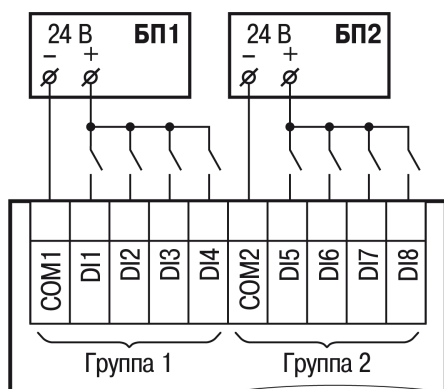 24 В БП1 24 В БП2
− + − +
COM1 DI1 DI2 DI3 DI4 COM2 DI5 DI6 DI7 DI8
Группа 1 Группа 2